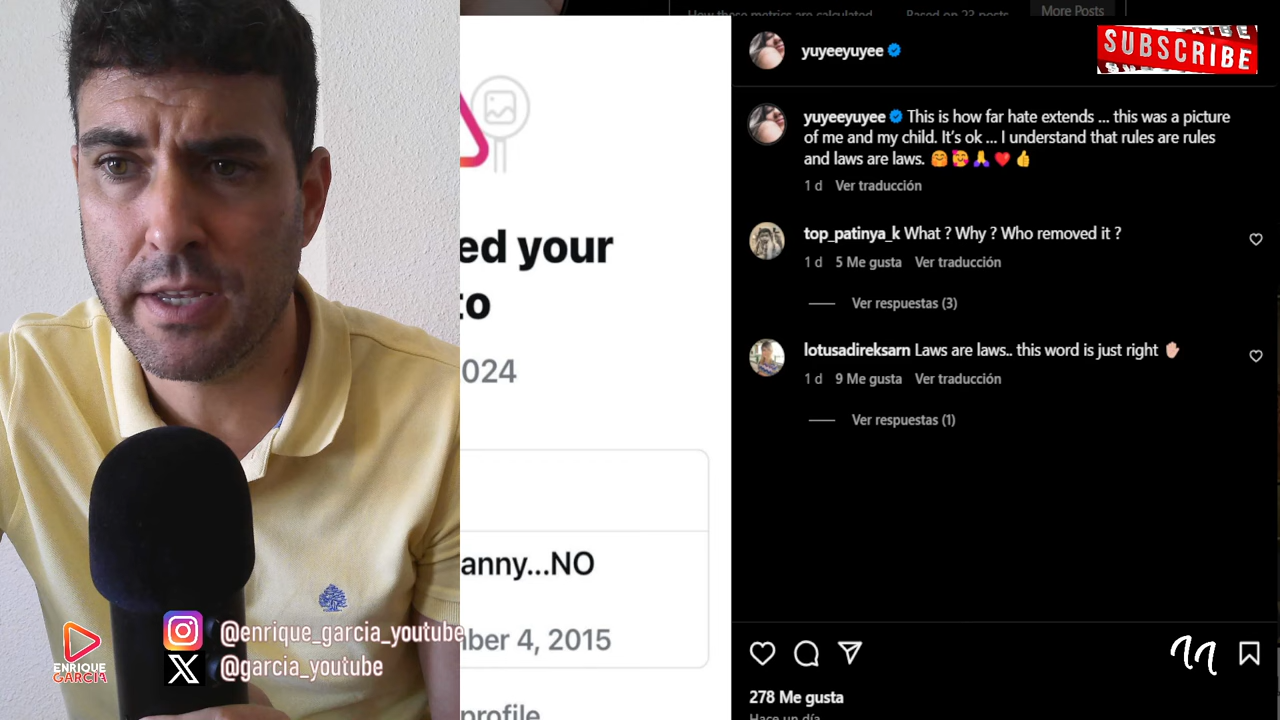 How these metrics are calculated
Based on 23 posts
More Posts
SUBSCRIBE
yuyeeyuyee
yuyeeyuyee This is how far hate extends ... this was a picture
of me and my child. It’s ok ... I understand that rules are rules
and laws are laws. 🤗 🥰 🙏 ❤️ 👍
1 d Ver traducción
top_patinya_k What ? Why ? Who removed it ?
1 d 5 Me gusta Ver traducción
Ver respuestas (3)
lotusadireksarn Laws are laws.. this word is just right 🤚🏻
1 d 9 Me gusta Ver traducción
Ver respuestas (1)
278 Me gusta
Hace un día
ed your
to
024
anny...NO
ber 4, 2015
profile
@enrique_garcia_youtube
@garcia_youtube
ENRIQUE
GARCIA